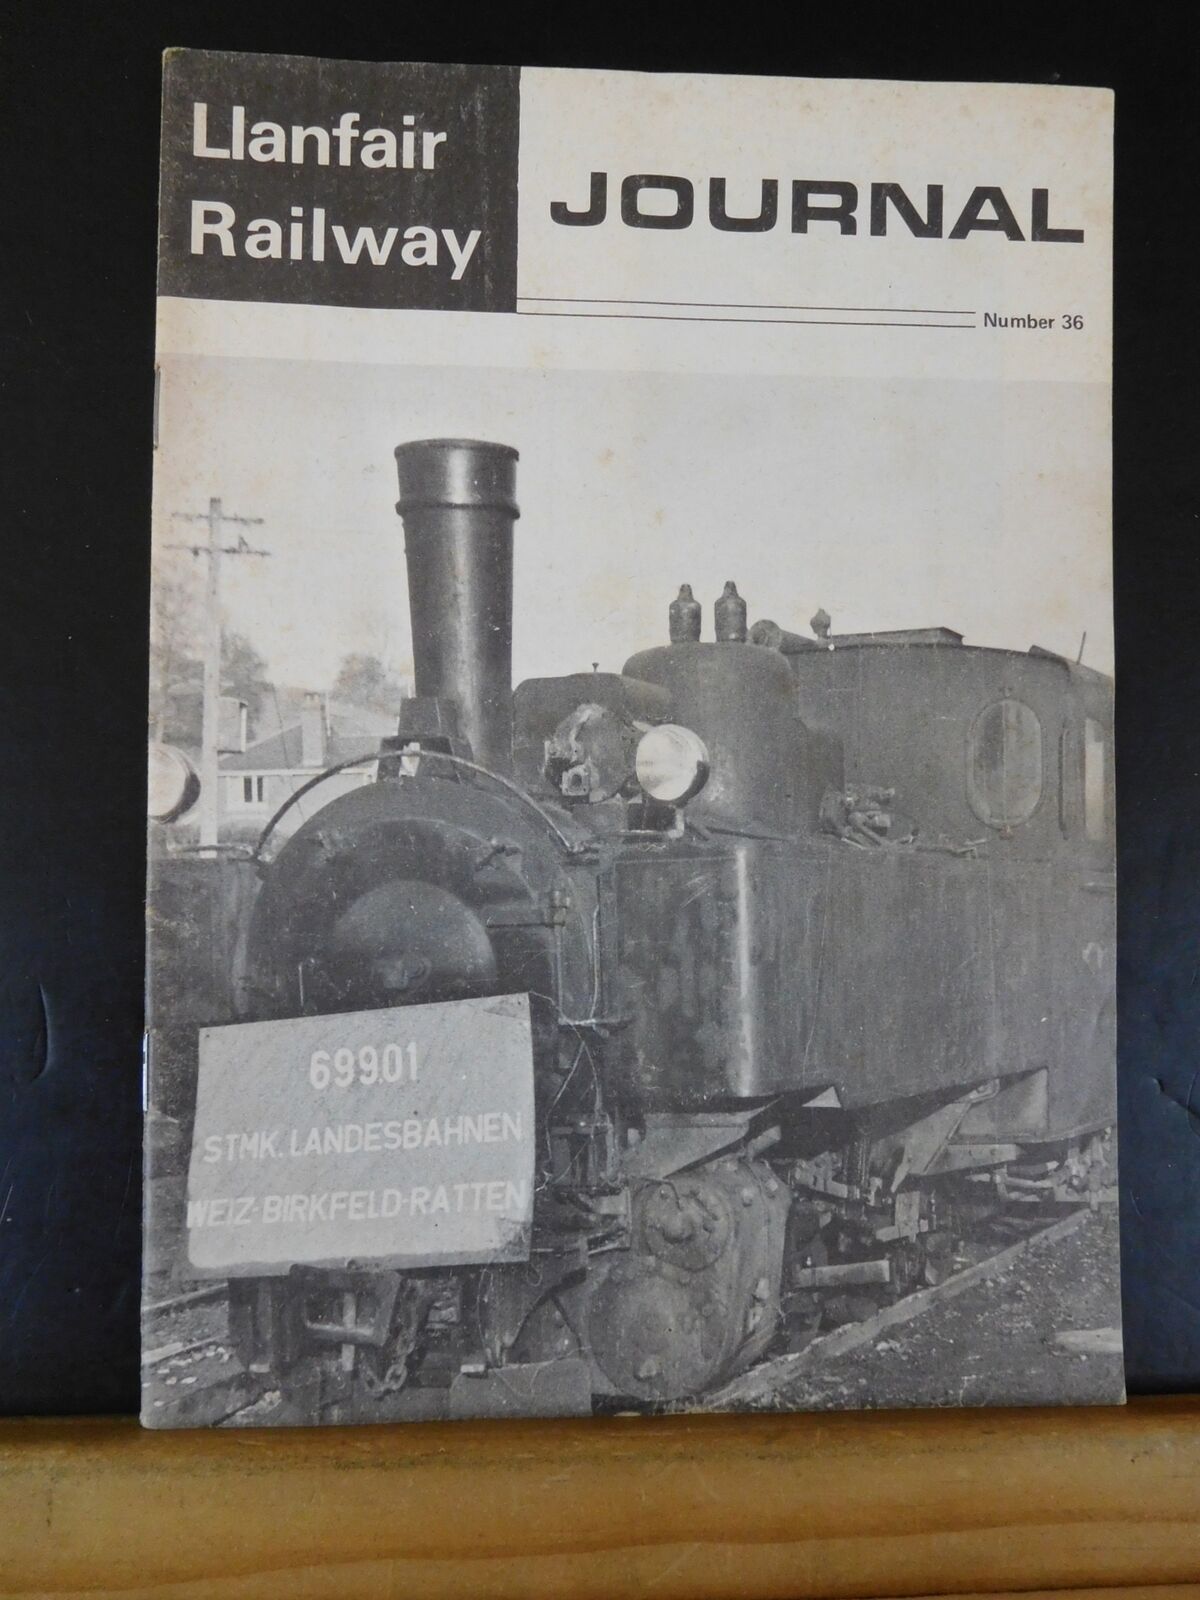 Llanfair
Railway
JOURNAL
Number 36
699.01
STMK. LANDESBAHNEN
WEIZ-BIRKFELD-RATTEN